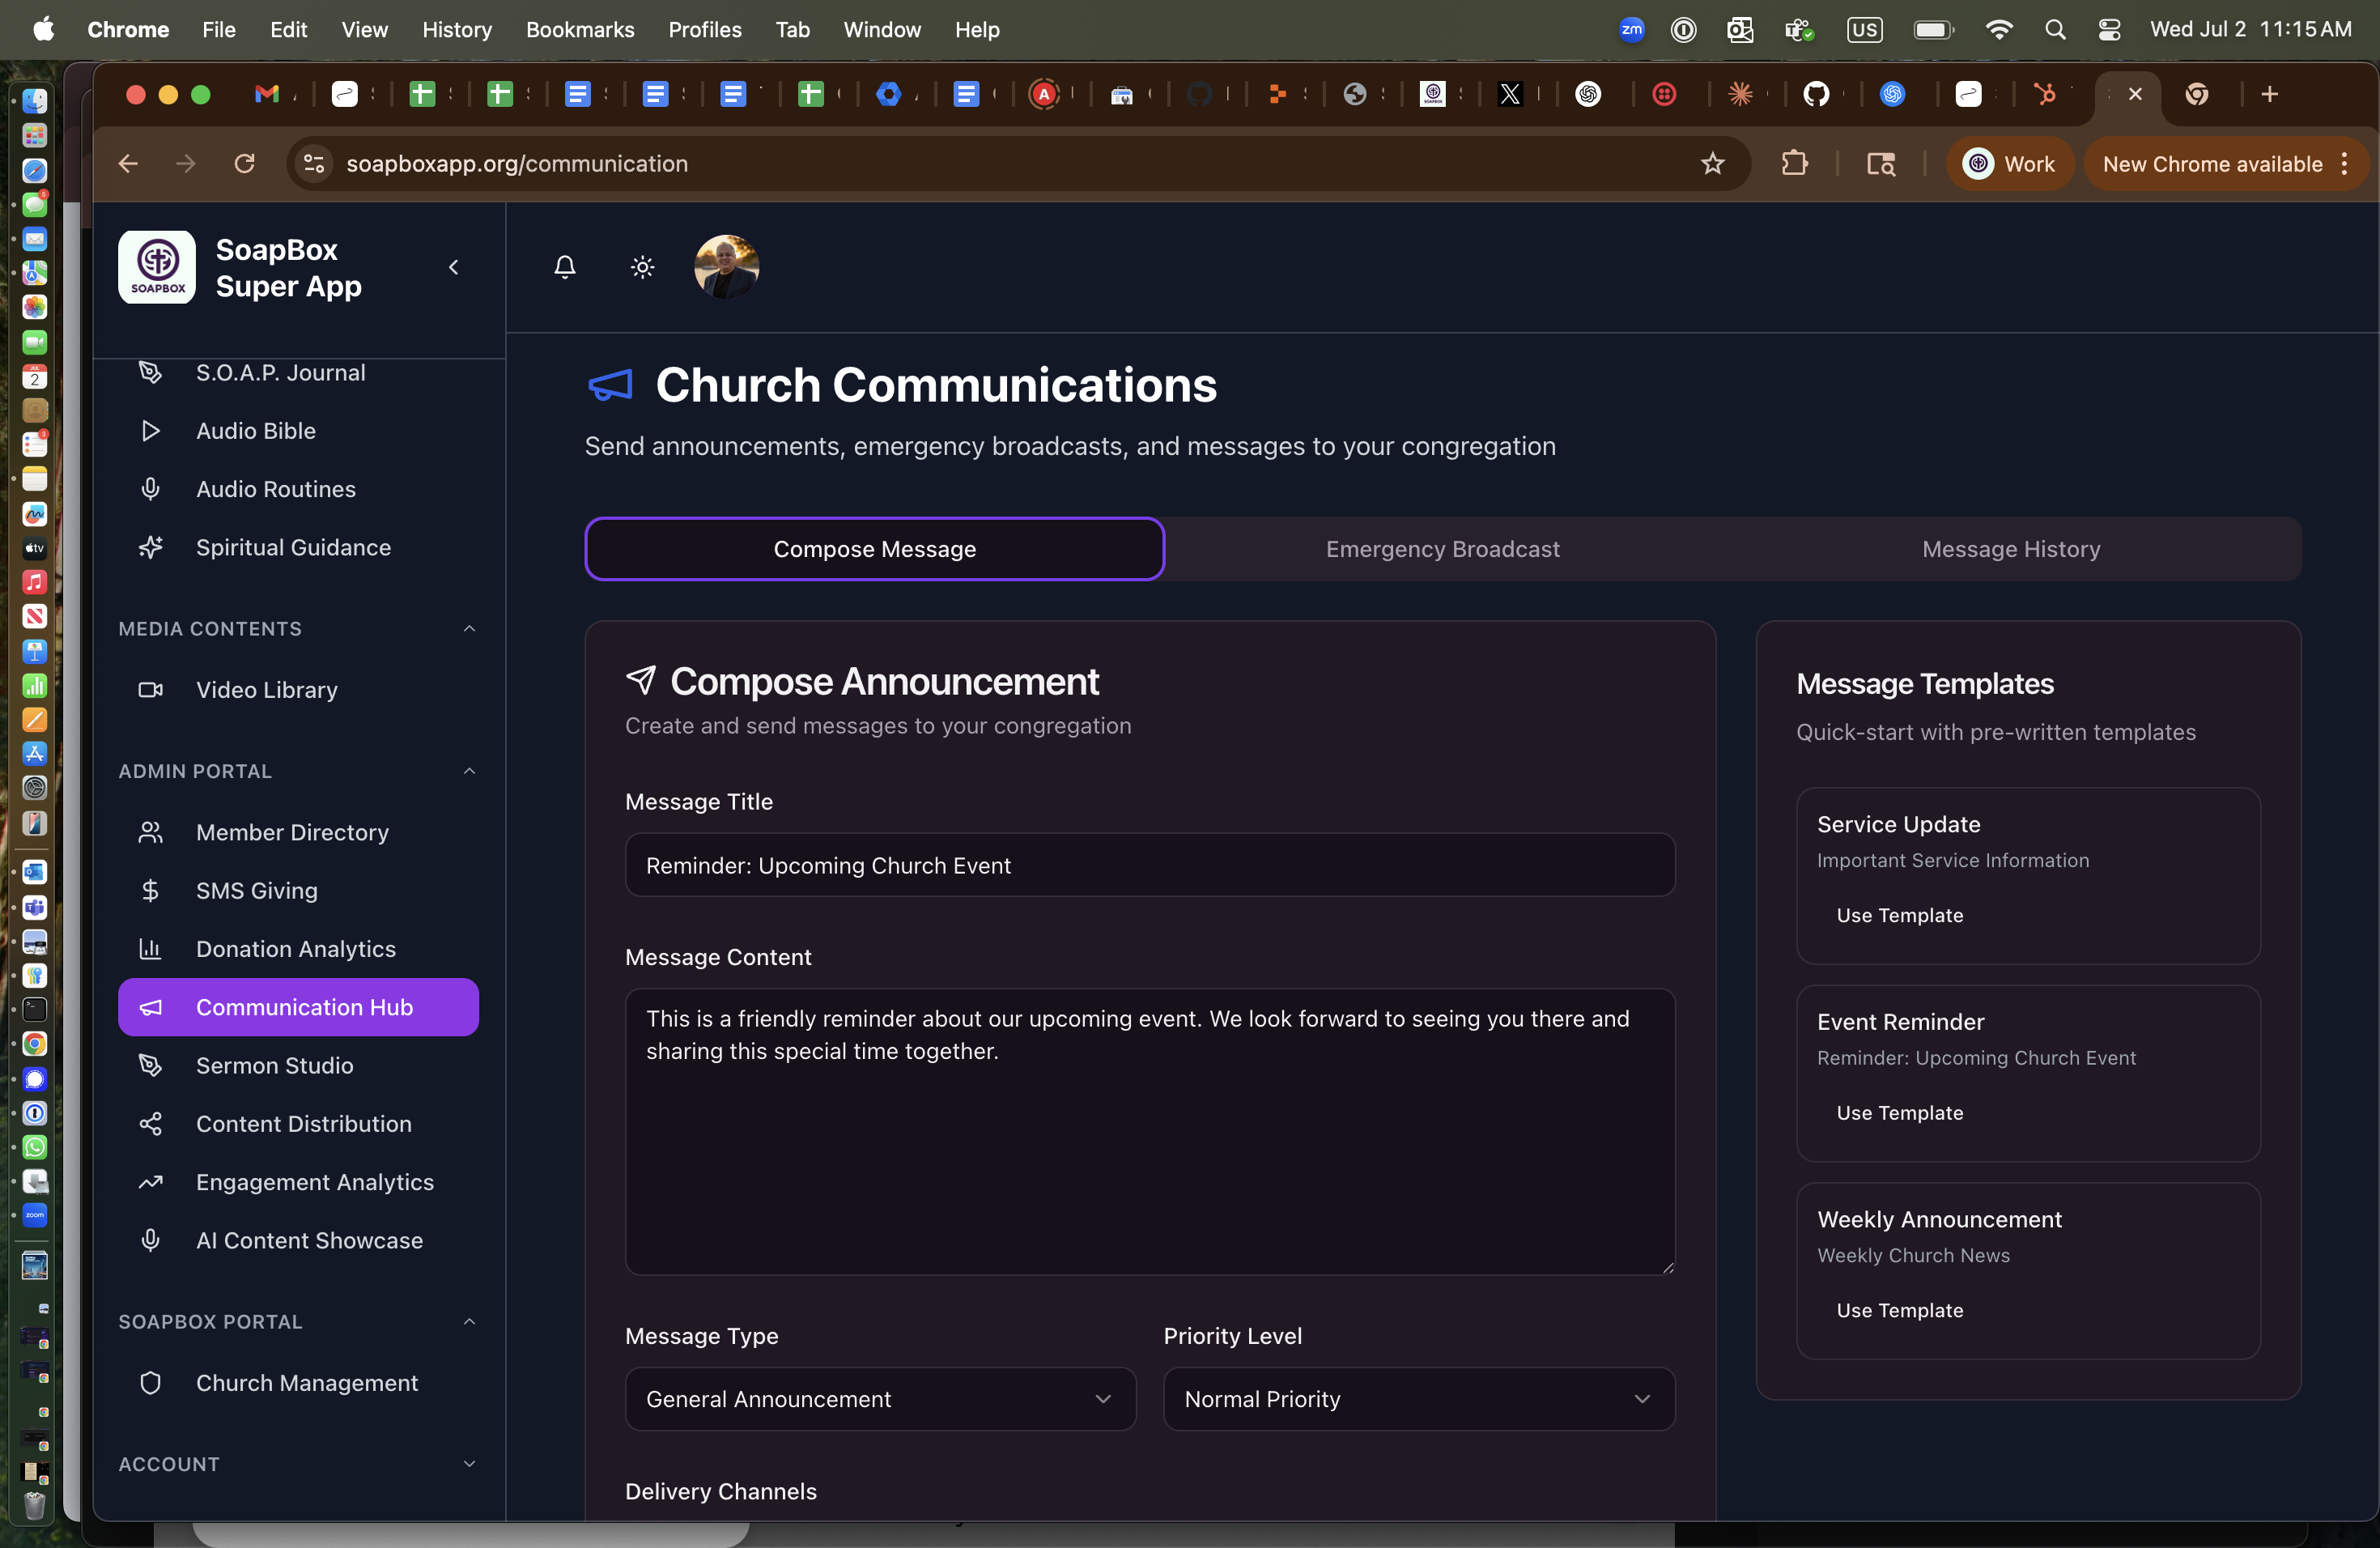 Chrome File Edit View History Bookmarks Profiles Tab Window Help
zm
US
Wed Jul 2 11:15 AM
soapboxapp.org/communication
Work
New Chrome available
SOAPBOX
SoapBox
Super App
S.O.A.P. Journal
Audio Bible
Audio Routines
Spiritual Guidance
MEDIA CONTENTS
Video Library
ADMIN PORTAL
Member Directory
SMS Giving
Donation Analytics
Communication Hub
Sermon Studio
Content Distribution
Engagement Analytics
AI Content Showcase
SOAPBOX PORTAL
Church Management
ACCOUNT
Church Communications
Send announcements, emergency broadcasts, and messages to your congregation
Compose Message
Emergency Broadcast
Message History
Compose Announcement
Create and send messages to your congregation
Message Title
Reminder: Upcoming Church Event
Message Content
This is a friendly reminder about our upcoming event. We look forward to seeing you there and
sharing this special time together.
Message Type
Priority Level
General Announcement
Normal Priority
Delivery Channels
Message Templates
Quick-start with pre-written templates
Service Update
Important Service Information
Use Template
Event Reminder
Reminder: Upcoming Church Event
Use Template
Weekly Announcement
Weekly Church News
Use Template